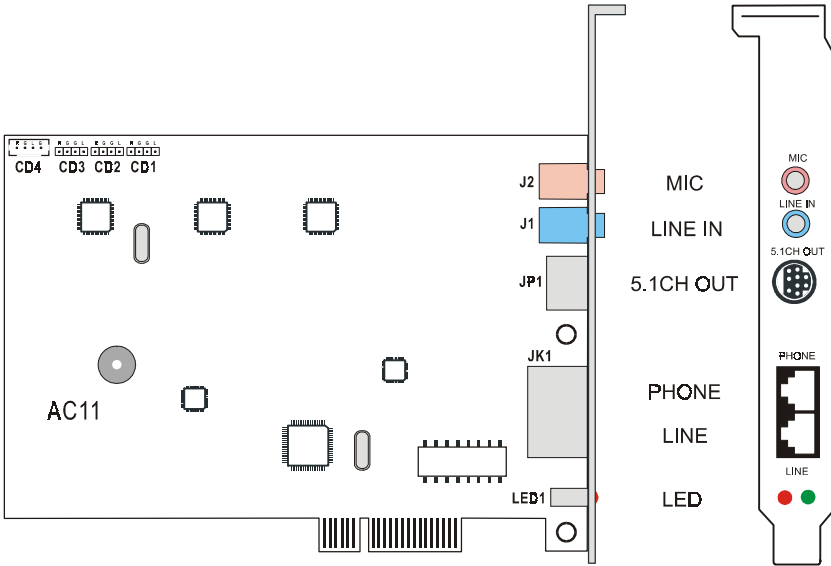 R G L G
R G G L
R G G L
R G G L
CD4 CD3 CD2 CD1
J2
J1
JP1
JK1
LED1
AC11
MIC
LINE IN
5.1CH OUT
PHONE
LINE
LED
MIC
LINE IN
5.1CH OUT
PHONE
LINE